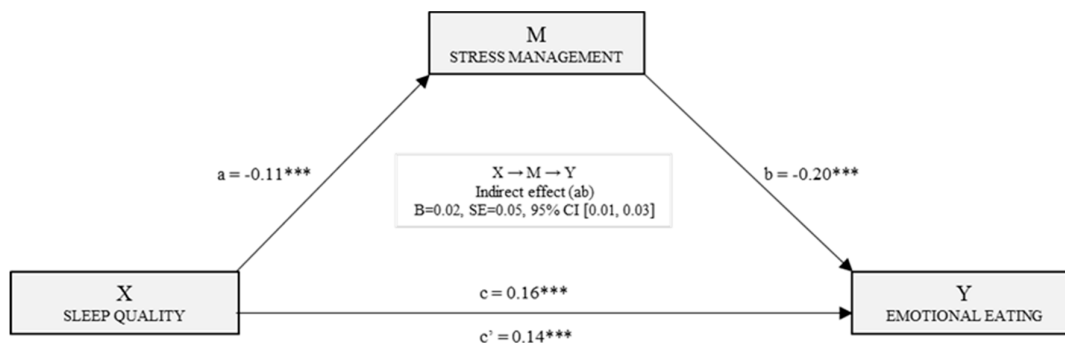 M
STRESS MANAGEMENT
a = -0.11***
X → M → Y
Indirect effect (ab)
B=0.02, SE=0.05, 95% CI [0.01, 0.03]
b = -0.20***
X
SLEEP QUALITY
c = 0.16***
c’ = 0.14***
Y
EMOTIONAL EATING